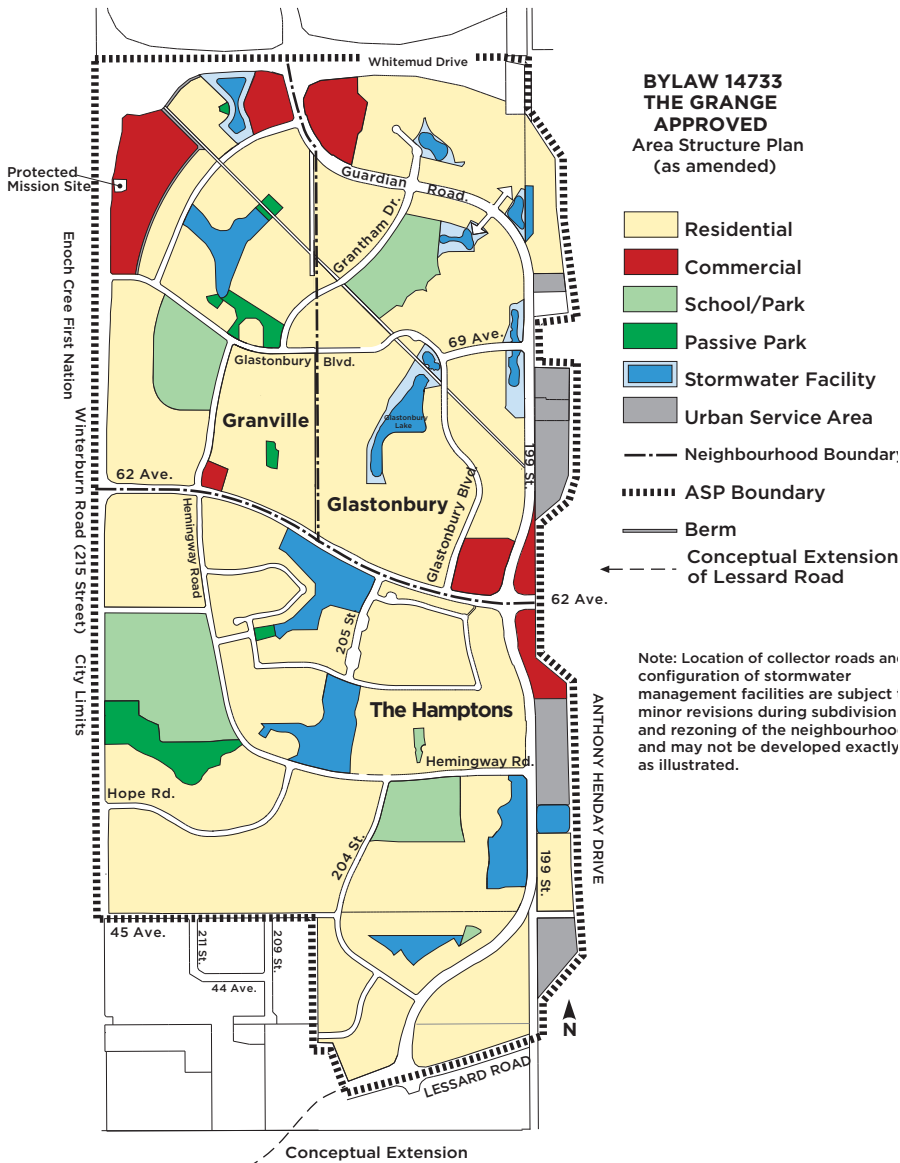 Whitemud Drive
BYLAW 14733
THE GRANGE
APPROVED
Area Structure Plan
(as amended)
Protected
Mission Site
Guardian Road.
Grantham Dr.
Enoch Cree First Nation
Residential
Commercial
School/Park
Passive Park
Stormwater Facility
Urban Service Area
Neighbourhood Boundary
ASP Boundary
Berm
Conceptual Extension
of Lessard Road
69 Ave.
Glastonbury Blvd.
Granville
Glastonbury
Lake
Winterburn Road (215 Street)
City Limits
62 Ave.
199 St.
Glastonbury
Glastonbury Blvd.
Hemingway Road
62 Ave.
205 St.
Note: Location of collector roads and
configuration of stormwater
management facilities are subject
minor revisions during subdivision
and rezoning of the neighbourhood
and may not be developed exactly
as illustrated.
The Hamptons
Hemingway Rd.
ANTHONY HENDAY DRIVE
Hope Rd.
204 St.
199 St.
45 Ave.
211 St.
209 St.
44 Ave.
N
LESSARD ROAD
Conceptual Extension